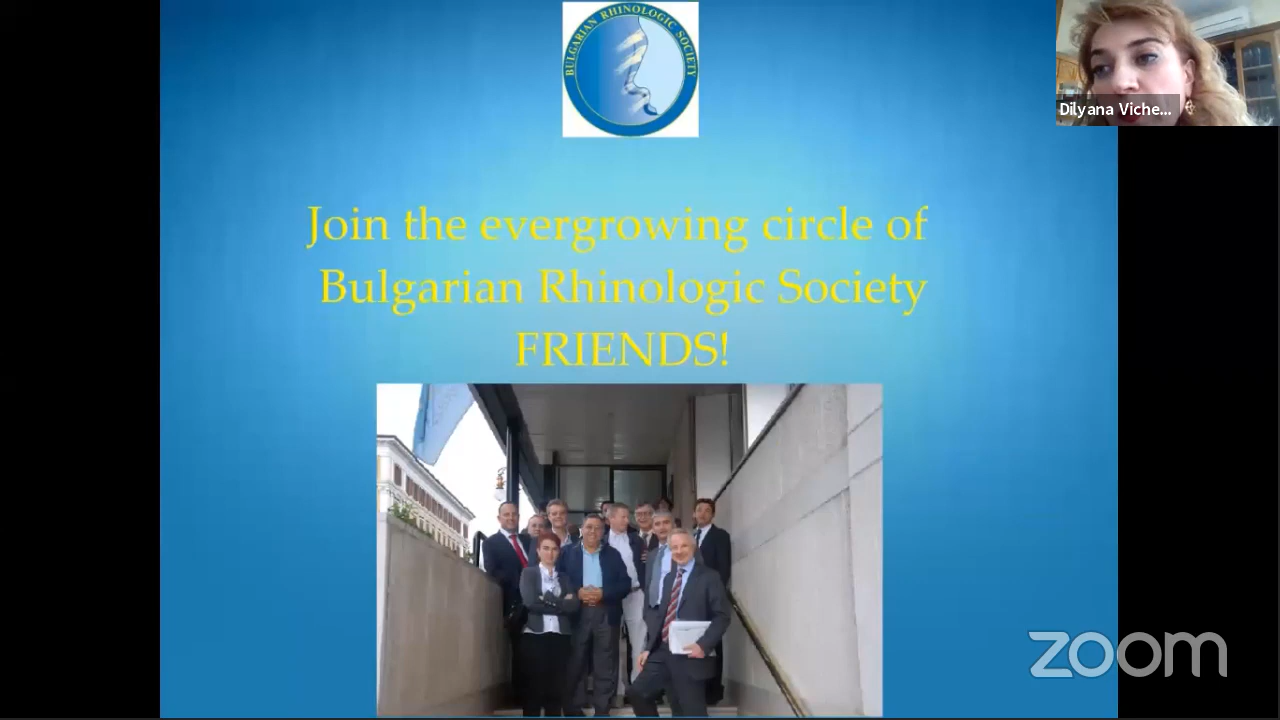 BULGARIAN RHINOLOGIC SOCIETY
Dilyana Viche...
Join the evergrowing circle of
Bulgarian Rhinologic Society
FRIENDS!
zoom